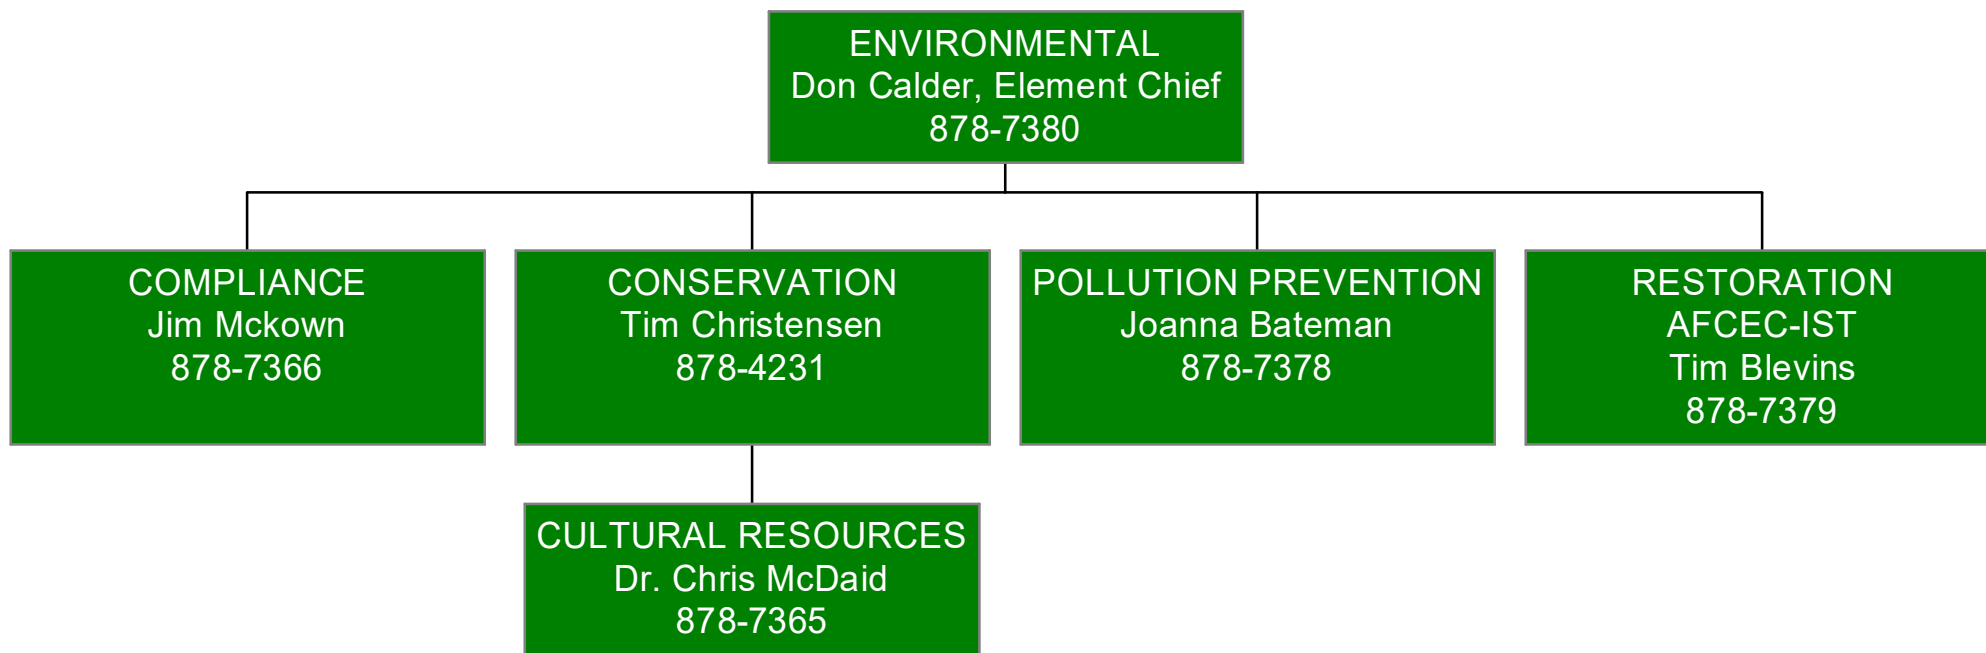 ENVIRONMENTAL
Don Calder, Element Chief
878-7380
COMPLIANCE
Jim Mckown
878-7366
CONSERVATION
Tim Christensen
878-4231
POLLUTION PREVENTION
Joanna Bateman
878-7378
RESTORATION
AFCEC-IST
Tim Blevins
878-7379
CULTURAL RESOURCES
Dr. Chris McDaid
878-7365